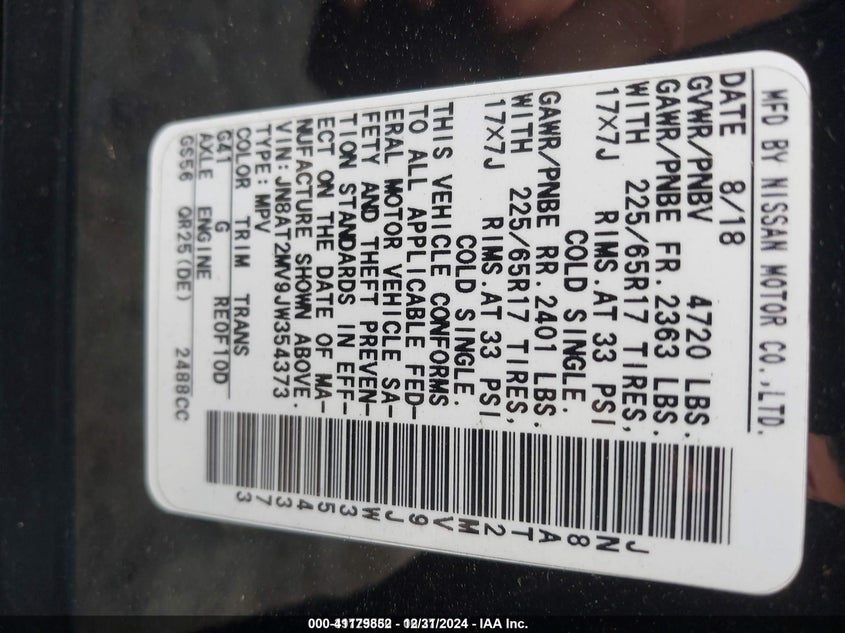 MFD BY NISSAN MOTOR CO.,LTD.
DATE 8/18
GVWR/PNBV 4720 LBS.
GAWR/PNBE FR. 2363 LBS.
WITH 225/65R17 TIRES,
17X7J RIMS.AT 33 PSI
COLD SINGLE.
GAWR/PNBE RR. 2401 LBS.
WITH 225/65R17 TIRES,
17X7J RIMS.AT 33 PSI
COLD SINGLE.
THIS VEHICLE CONFORMS
TO ALL APPLICABLE FED-
ERAL MOTOR VEHICLE SA-
FETY AND THEFT PREVEN-
TION STANDARDS IN EFF-
ECT ON THE DATE OF MA-
NUFACTURE SHOWN ABOVE.
VIN:JN8AT2MV9JW354373
TYPE:MPV
COLOR TRIM TRANS
G41 G RE0F10D
AXLE ENGINE
GS56 QR25(DE) 2488CC
JN8AT2MV9JW354373
12/31/2024 - IAA Inc.